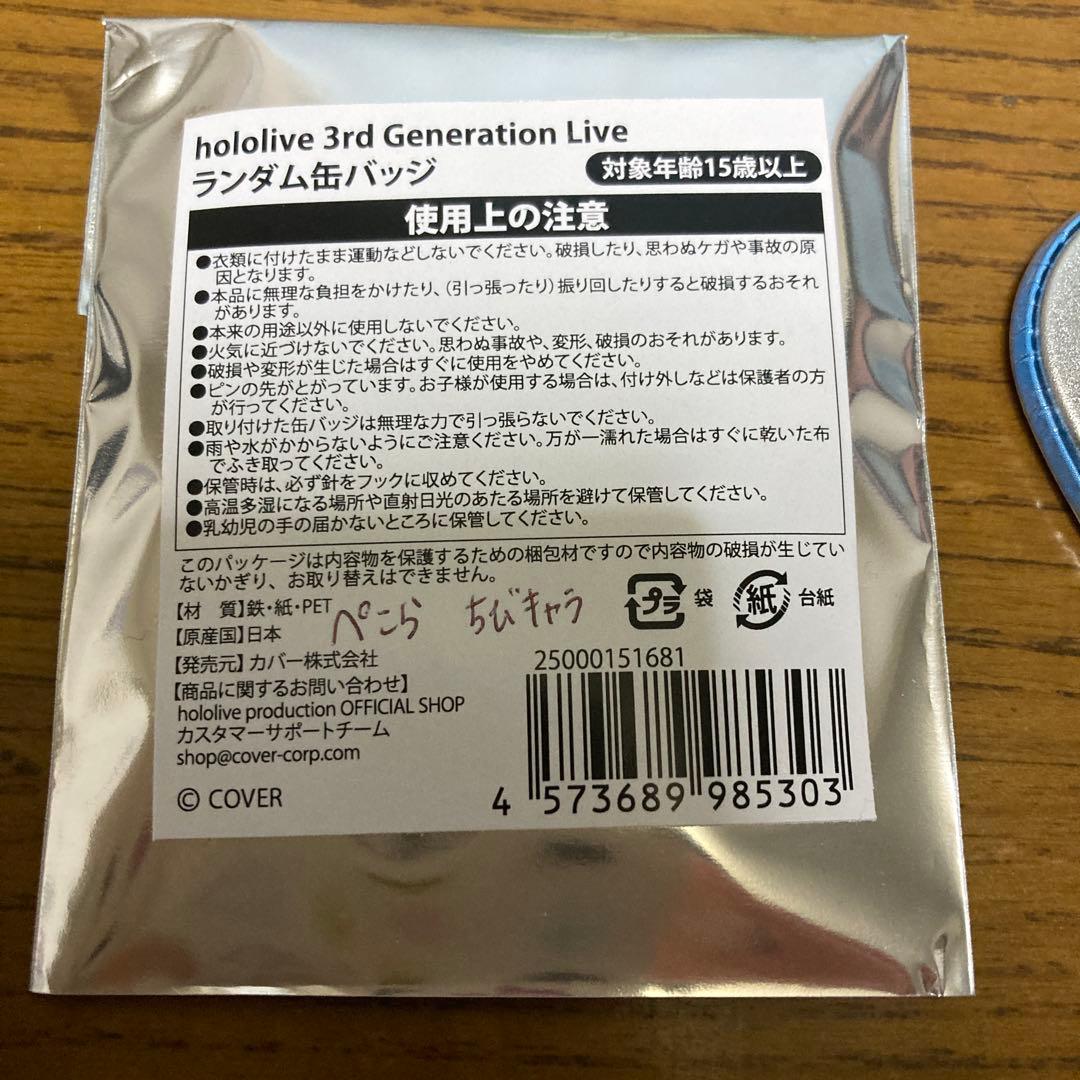 hololive 3rd Generation Live
ランダム缶バッジ
対象年齢15歳以上
使用上の注意
●衣類に付けたまま運動などしないでください。破損したり、思わぬケガや事故の原
因となります。
●本品に無理な負担をかけたり、(引っ張ったり)振り回したりすると破損するおそれ
があります。
●本来の用途以外に使用しないでください。
●火気に近づけないでください。思わぬ事故や、変形、破損のおそれがあります。
●破損や変形が生じた場合はすぐに使用をやめてください。
●ピンの先がとがっています。お子様が使用する場合は、付け外しなどは保護者の方
が行ってください。
●取り付けた缶バッジは無理な力で引っ張らないでください。
●雨や水がかからないようにご注意ください。万が一濡れた場合はすぐに乾いた布
でふき取ってください。
●保管時は、必ず針をフックに収めてください。
●高温多湿になる場所や直射日光のあたる場所を避けて保管してください。
●乳幼児の手の届かないところに保管してください。
このパッケージは内容物を保護するための梱包材ですので内容物の破損が生じてい
ないかぎり、お取り替えはできません。
【材　質】鉄・紙・PET
プラ 袋 紙 台紙
【原産国】日本
ぺこら ちびキャラ
【発売元】カバー株式会社
25000151681
【商品に関するお問い合わせ】
hololive production OFFICIAL SHOP
カスタマーサポートチーム
shop@cover-corp.com
© COVER
4 573689 985303